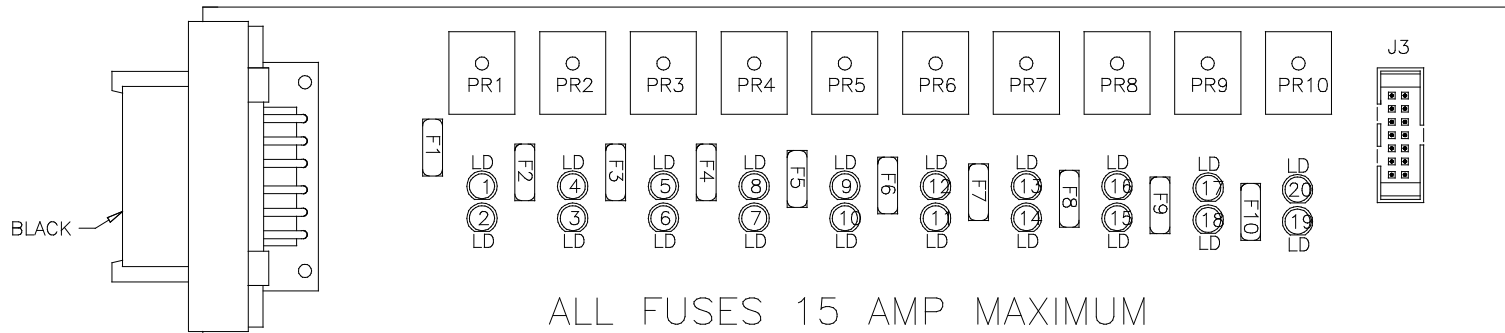 J3
PR1 PR2 PR3 PR4 PR5 PR6 PR7 PR8 PR9 PR10
F1 F2 F3 F4 F5 F6 F7 F8 F9 F10
LD LD LD LD LD LD LD LD LD LD
1 4 5 8 9 12 13 16 17 20
2 3 6 7 10 11 14 15 18 19
LD LD LD LD LD LD LD LD LD LD
BLACK
ALL FUSES 15 AMP MAXIMUM